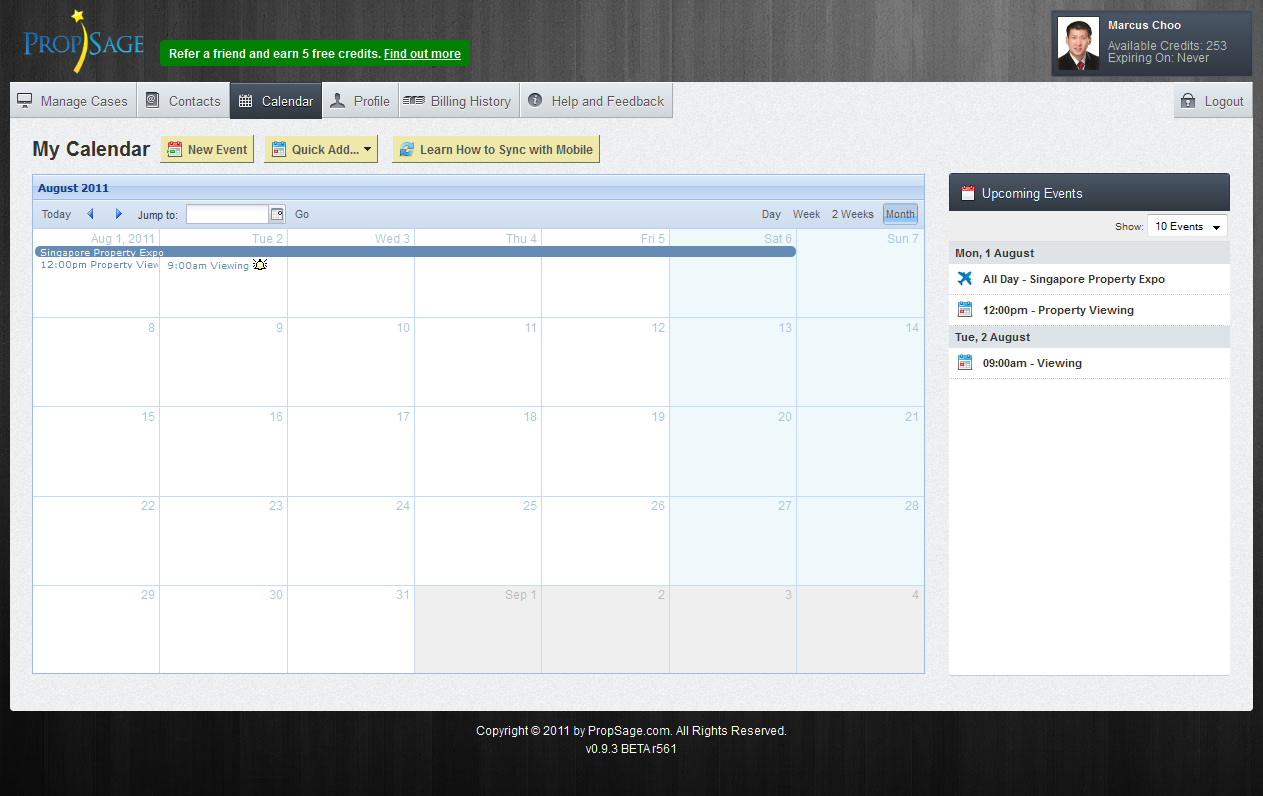 PROPSAGE
Refer a friend and earn 5 free credits. Find out more
Marcus Choo
Available Credits: 253
Expiring On: Never
Manage Cases Contacts Calendar Profile Billing History Help and Feedback Logout
My Calendar New Event Quick Add... Learn How to Sync with Mobile
August 2011
Today Jump to: Go Day Week 2 Weeks Month
Aug 1, 2011 Tue 2 Wed 3 Thu 4 Fri 5 Sat 6 Sun 7
Singapore Property Expo
12:00pm Property View 9:00am Viewing
8 9 10 11 12 13 14
15 16 17 18 19 20 21
22 23 24 25 26 27 28
29 30 31 Sep 1 2 3 4
Upcoming Events
Show: 10 Events
Mon, 1 August
All Day - Singapore Property Expo
12:00pm - Property Viewing
Tue, 2 August
09:00am - Viewing
Copyright © 2011 by PropSage.com. All Rights Reserved.
v0.9.3 BETA r561